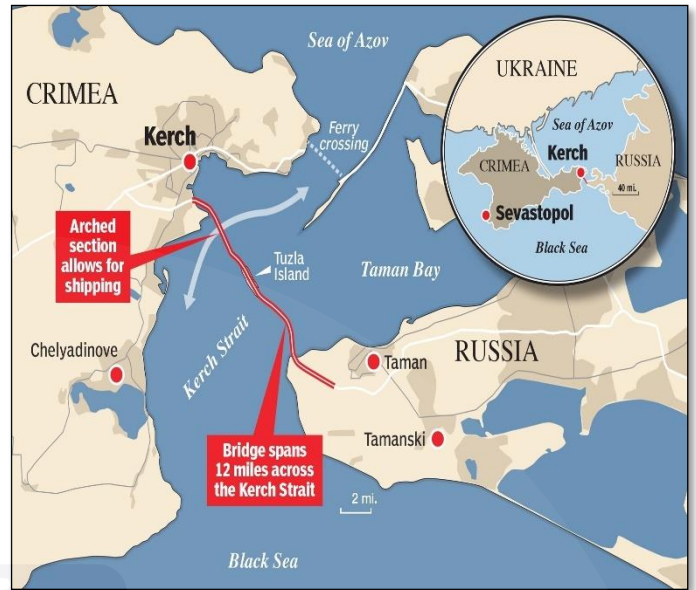 Sea of Azov
CRIMEA
Kerch
Ferry
crossing
UKRAINE
Sea of Azov
Kerch
CRIMEA
RUSSIA
40 mi.
Sevastopol
Black Sea
Arched
section
allows for
shipping
Tuzla
Island
Taman Bay
Kerch Strait
Chelyadinove
Taman
RUSSIA
Tamanski
Bridge spans
12 miles across
the Kerch Strait
2 mi.
Black Sea